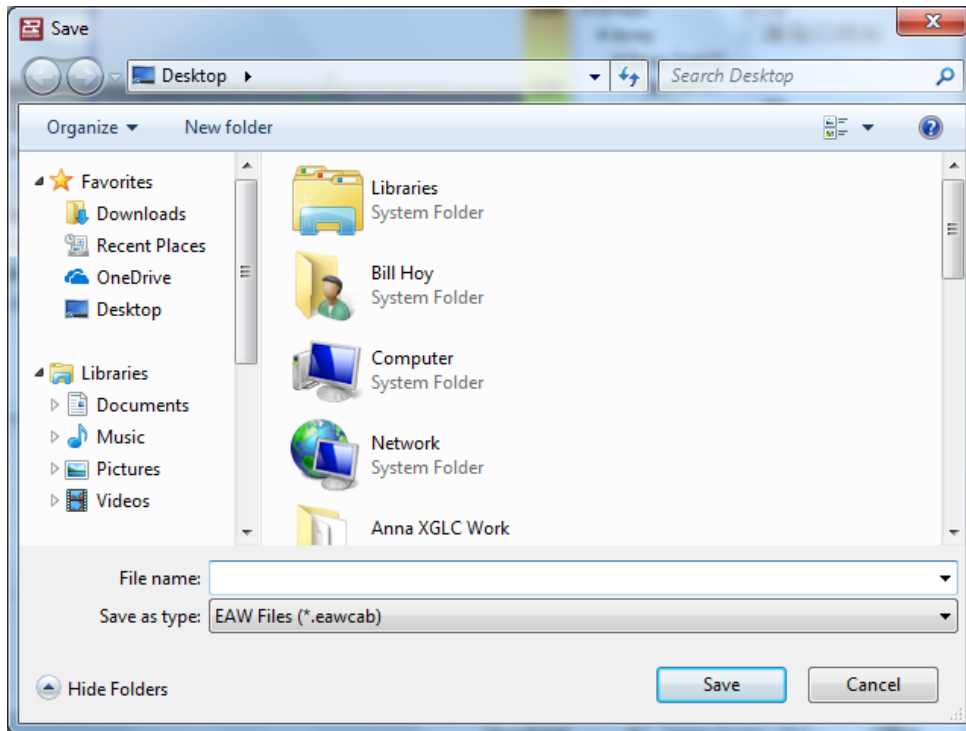 Save
Desktop
Search Desktop
Organize
New folder
Favorites
Downloads
Recent Places
OneDrive
Desktop
Libraries
Documents
Music
Pictures
Videos
Libraries
System Folder
Bill Hoy
System Folder
Computer
System Folder
Network
System Folder
Anna XGLC Work
File name:
Save as type: EAW Files (*.eawcab)
Hide Folders
Save
Cancel